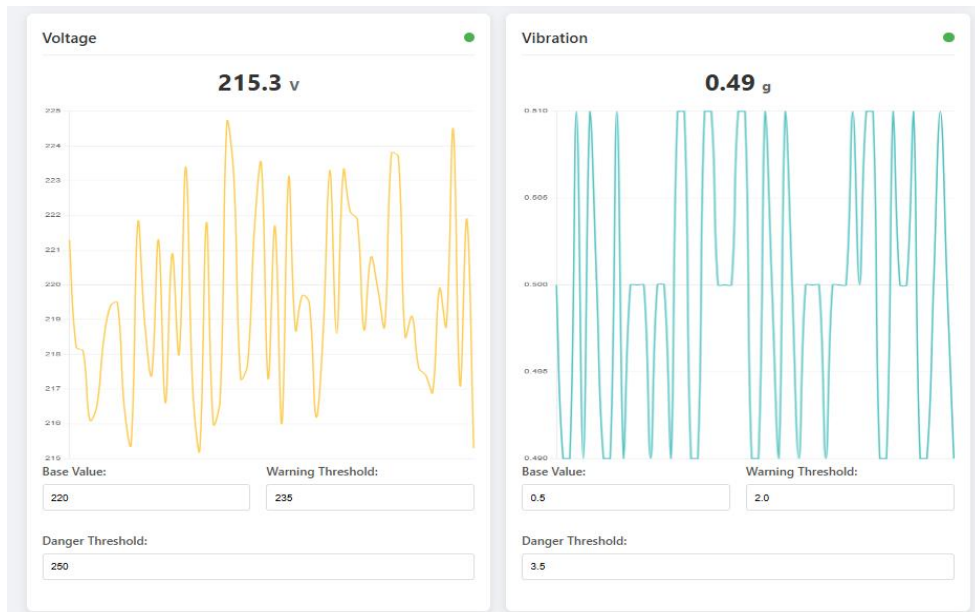 Voltage
215.3 v
225
224
223
222
221
220
219
218
217
216
215
Base Value:
Warning Threshold:
220
235
Danger Threshold:
250
Vibration
0.49 g
0.510
0.505
0.500
0.495
0.490
Base Value:
Warning Threshold:
0.5
2.0
Danger Threshold:
3.5